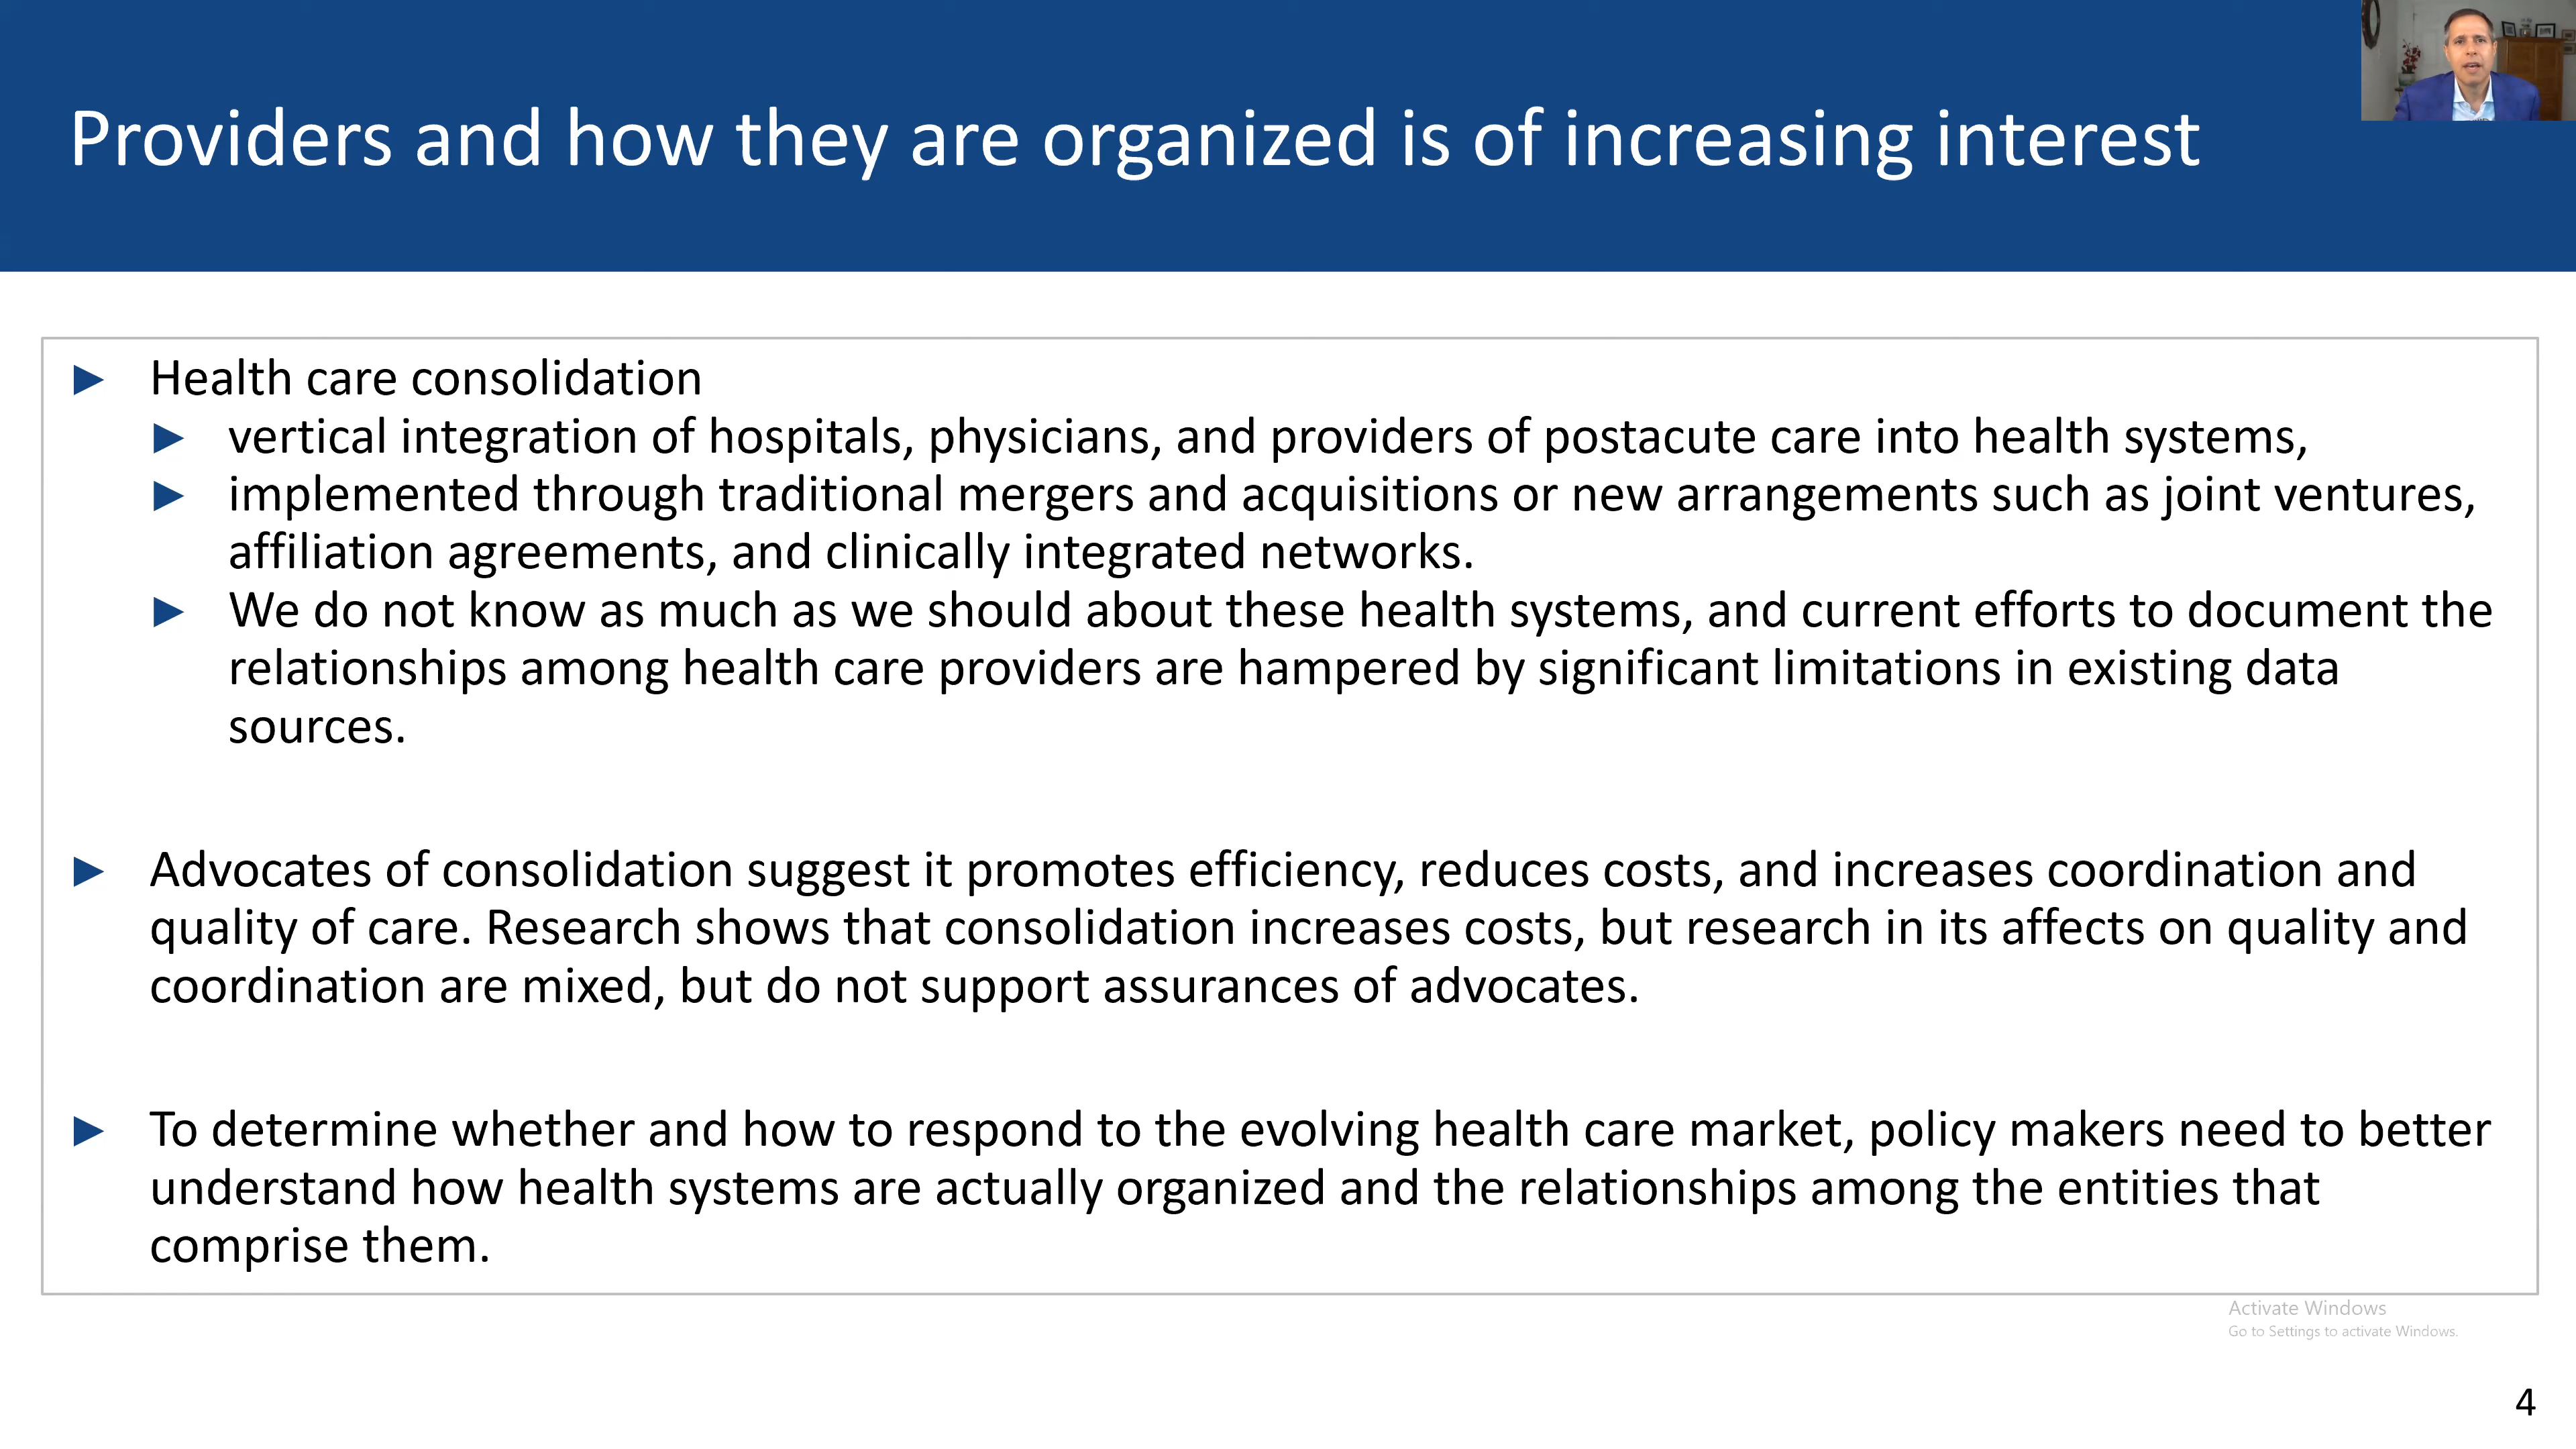 Providers and how they are organized is of increasing interest
► Health care consolidation
► vertical integration of hospitals, physicians, and providers of postacute care into health systems,
► implemented through traditional mergers and acquisitions or new arrangements such as joint ventures,
affiliation agreements, and clinically integrated networks.
► We do not know as much as we should about these health systems, and current efforts to document the
relationships among health care providers are hampered by significant limitations in existing data
sources.
► Advocates of consolidation suggest it promotes efficiency, reduces costs, and increases coordination and
quality of care. Research shows that consolidation increases costs, but research in its affects on quality and
coordination are mixed, but do not support assurances of advocates.
► To determine whether and how to respond to the evolving health care market, policy makers need to better
understand how health systems are actually organized and the relationships among the entities that
comprise them.
Activate Windows
Go to Settings to activate Windows.
4